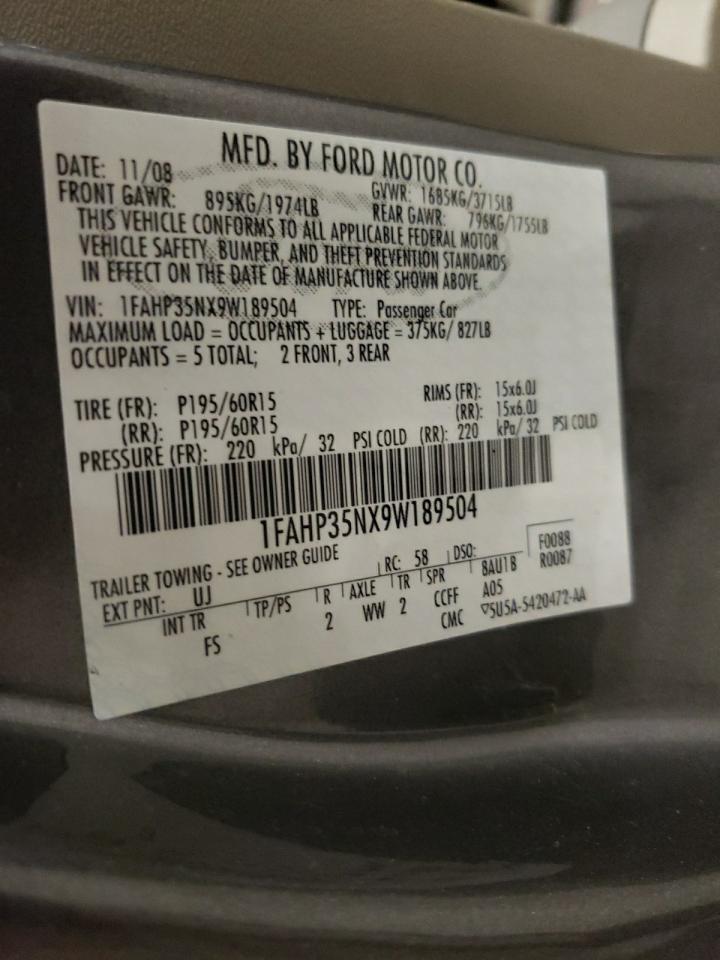 MFD. BY FORD MOTOR CO.
DATE: 11/08 GVWR: 1685KG/3715LB
FRONT GAWR: 895KG/1974LB REAR GAWR: 796KG/1755LB
THIS VEHICLE CONFORMS TO ALL APPLICABLE FEDERAL MOTOR
VEHICLE SAFETY, BUMPER, AND THEFT PREVENTION STANDARDS
IN EFFECT ON THE DATE OF MANUFACTURE SHOWN ABOVE.
VIN: 1FAHP35NX9W189504 TYPE: Passenger Car
MAXIMUM LOAD = OCCUPANTS + LUGGAGE = 375KG/ 827LB
OCCUPANTS = 5 TOTAL; 2 FRONT, 3 REAR
TIRE (FR): P195/60R15 RIMS (FR): 15x6.0J
(RR): P195/60R15 (RR): 15x6.0J
PRESSURE (FR): 220 kPa/ 32 PSI COLD (RR): 220 kPa/ 32 PSI COLD
1FAHP35NX9W189504
TRAILER TOWING - SEE OWNER GUIDE
F0088
EXT PNT: UJ RC: 58 DSO: 8AU1B R0087
INT TR TP/PS R AXLE TR SPR A05
FS 2 WW 2 CCFF
CMC 5U5A-5420472-AA